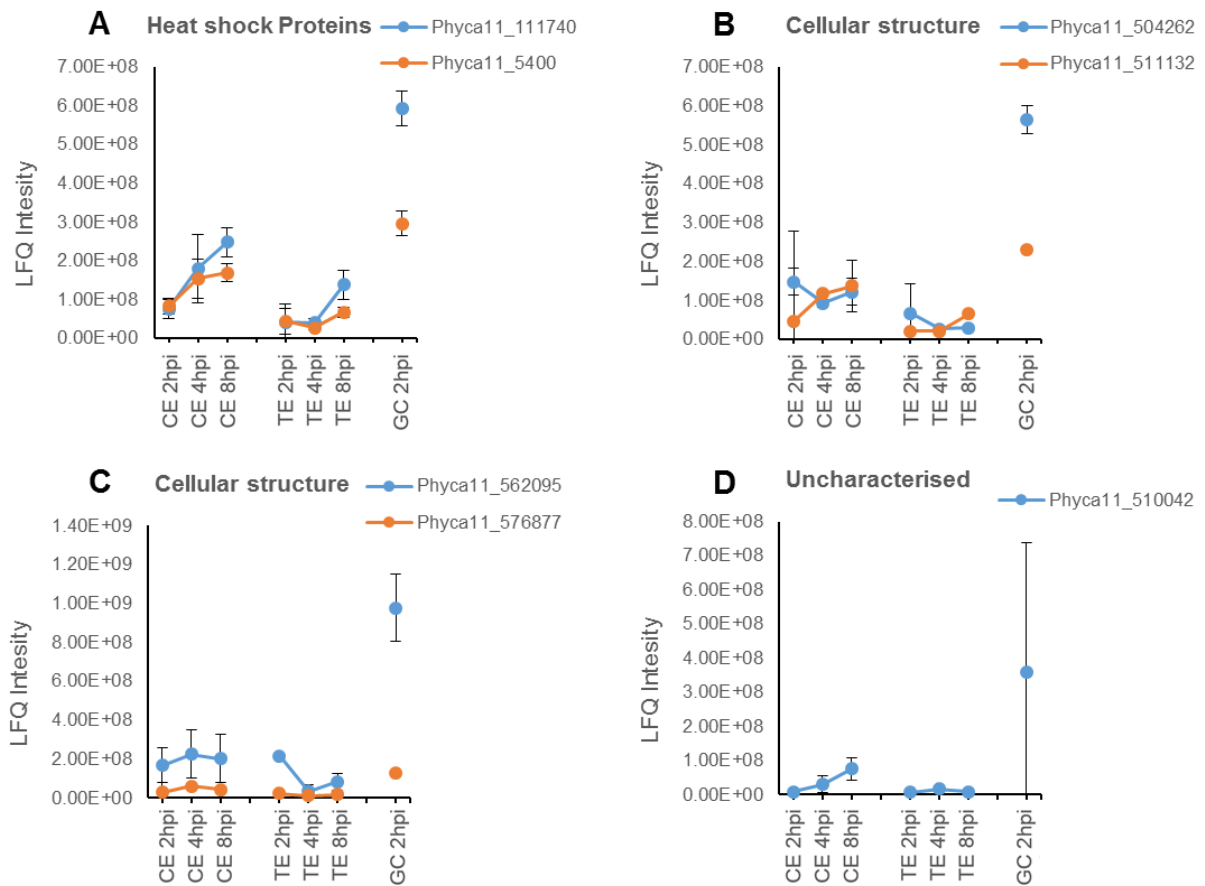 A Heat shock Proteins
Phyca11_111740
Phyca11_5400
7.00E+08
6.00E+08
5.00E+08
4.00E+08
3.00E+08
2.00E+08
1.00E+08
0.00E+00
LFQ Intesity
CE 2hpi
CE 4hpi
CE 8hpi
TE 2hpi
TE 4hpi
TE 8hpi
GC 2hpi
B Cellular structure
Phyca11_504262
Phyca11_511132
7.00E+08
6.00E+08
5.00E+08
4.00E+08
3.00E+08
2.00E+08
1.00E+08
0.00E+00
LFQ Intesity
CE 2hpi
CE 4hpi
CE 8hpi
TE 2hpi
TE 4hpi
TE 8hpi
GC 2hpi
C Cellular structure
Phyca11_562095
Phyca11_576877
1.40E+09
1.20E+09
1.00E+09
8.00E+08
6.00E+08
4.00E+08
2.00E+08
0.00E+00
LFQ Intesity
CE 2hpi
CE 4hpi
CE 8hpi
TE 2hpi
TE 4hpi
TE 8hpi
GC 2hpi
D Uncharacterised
Phyca11_510042
8.00E+08
7.00E+08
6.00E+08
5.00E+08
4.00E+08
3.00E+08
2.00E+08
1.00E+08
0.00E+00
LFQ Intesity
CE 2hpi
CE 4hpi
CE 8hpi
TE 2hpi
TE 4hpi
TE 8hpi
GC 2hpi